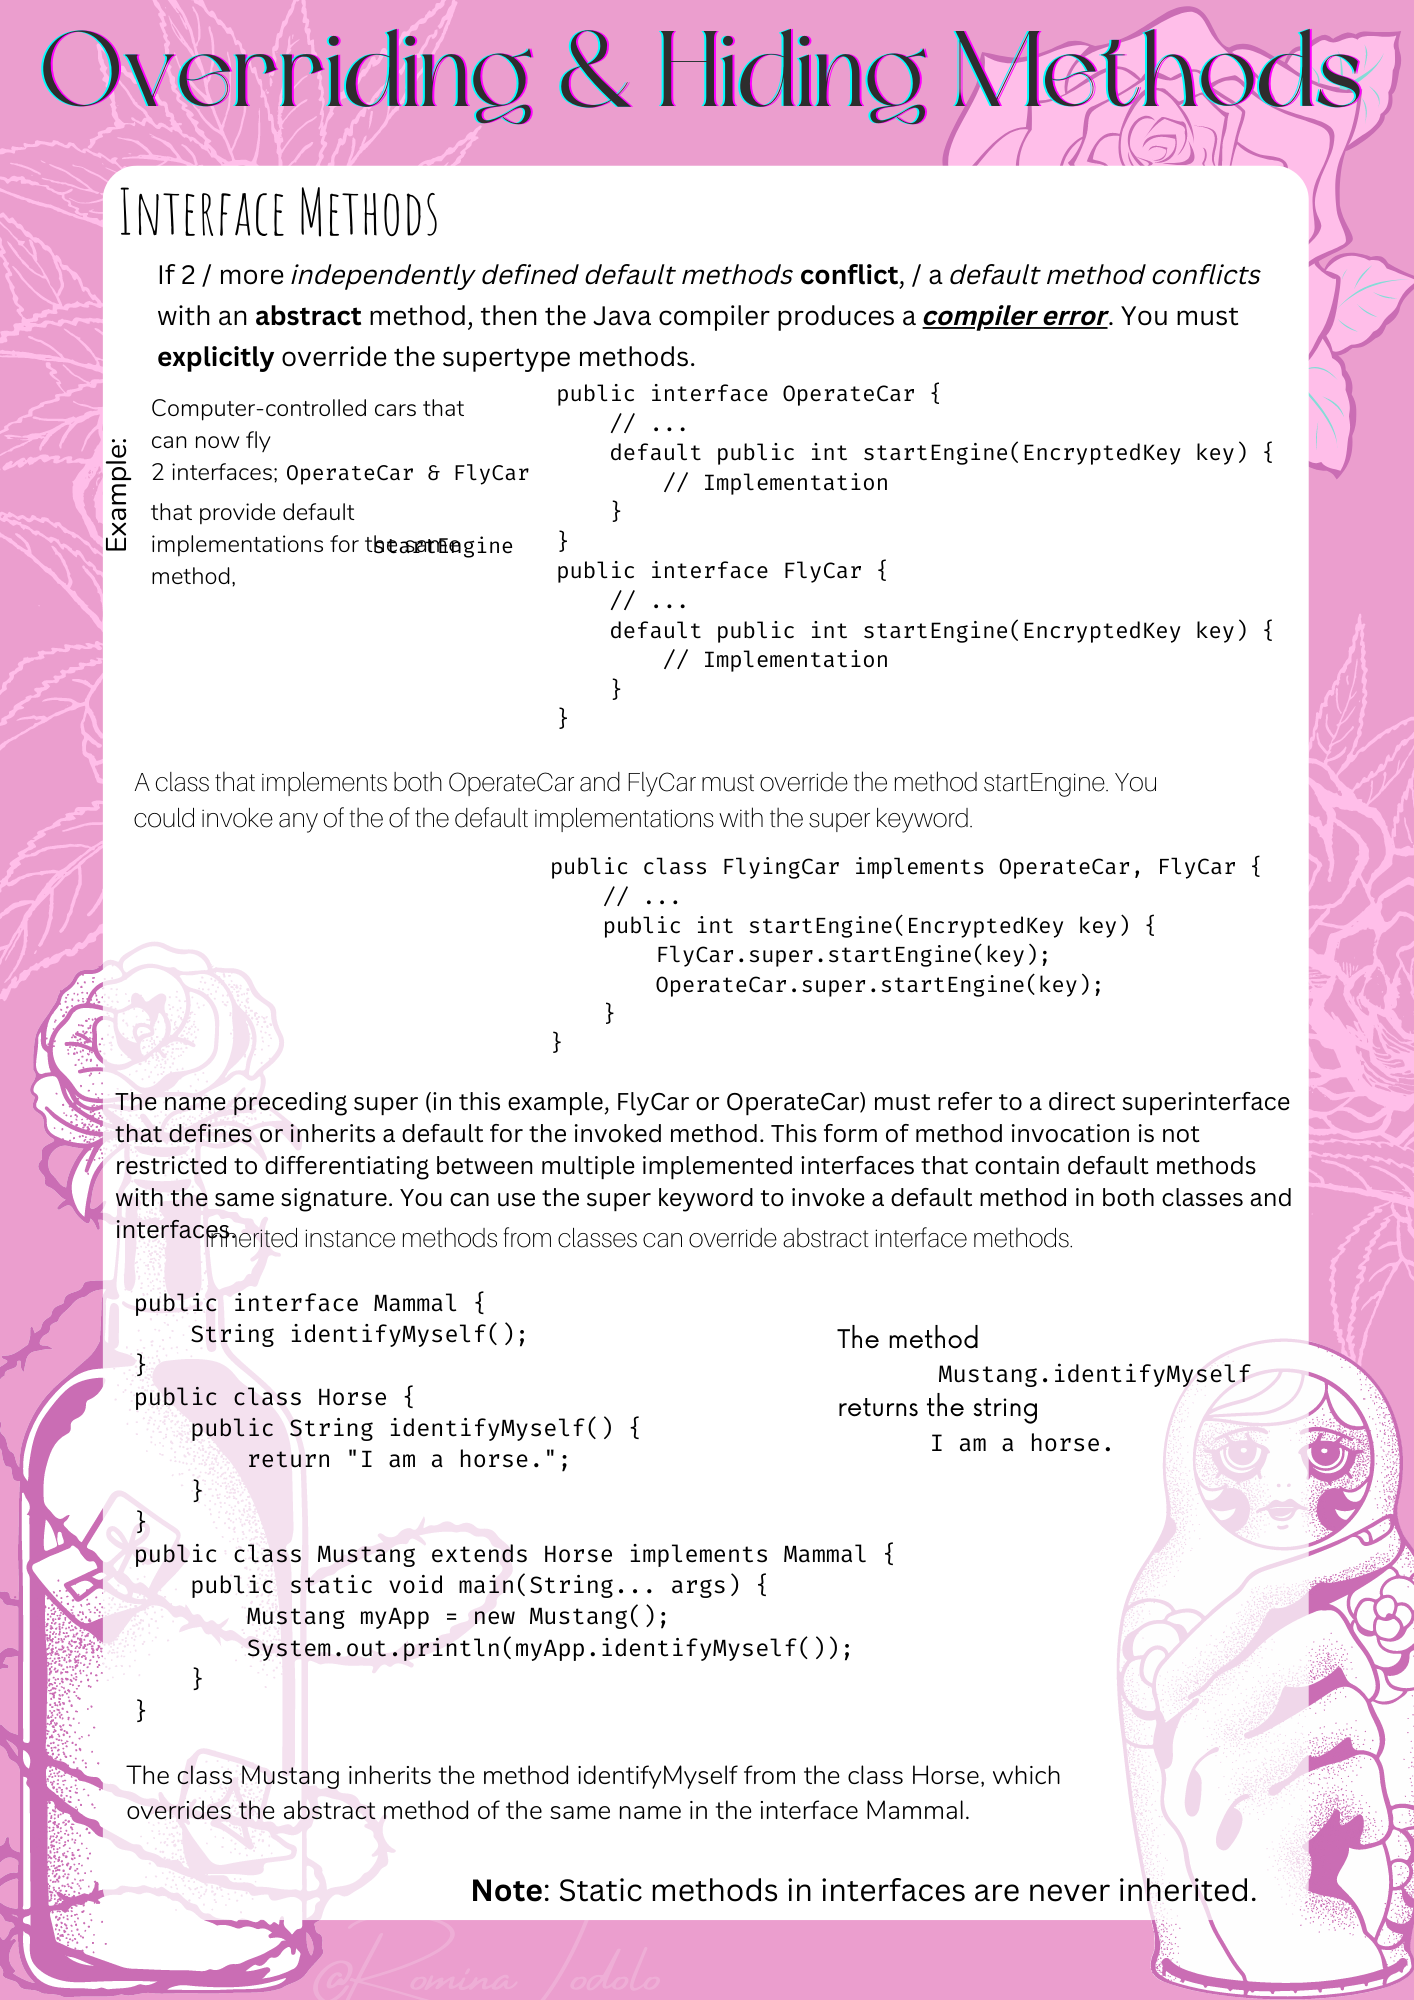 Overriding & Hiding Methods
Interface Methods
If 2 / more independently defined default methods conflict, / a default method conflicts
with an abstract method, then the Java compiler produces a compiler error. You must
explicitly override the supertype methods.
Example:
Computer-controlled cars that
can now fly
2 interfaces; OperateCar & FlyCar
that provide default
implementations for the same
startEngine
method,
public interface OperateCar {
    // ...
    default public int startEngine(EncryptedKey key) {
        // Implementation
    }
}
public interface FlyCar {
    // ...
    default public int startEngine(EncryptedKey key) {
        // Implementation
    }
}
A class that implements both OperateCar and FlyCar must override the method startEngine. You
could invoke any of the of the default implementations with the super keyword.
public class FlyingCar implements OperateCar, FlyCar {
    // ...
    public int startEngine(EncryptedKey key) {
        FlyCar.super.startEngine(key);
        OperateCar.super.startEngine(key);
    }
}
The name preceding super (in this example, FlyCar or OperateCar) must refer to a direct superinterface
that defines or inherits a default for the invoked method. This form of method invocation is not
restricted to differentiating between multiple implemented interfaces that contain default methods
with the same signature. You can use the super keyword to invoke a default method in both classes and
interfaces.
Inherited instance methods from classes can override abstract interface methods.
public interface Mammal {
    String identifyMyself();
}
public class Horse {
    public String identifyMyself() {
        return "I am a horse.";
    }
}
public class Mustang extends Horse implements Mammal {
    public static void main(String... args) {
        Mustang myApp = new Mustang();
        System.out.println(myApp.identifyMyself());
    }
}
The method
Mustang.identifyMyself
returns the string
I am a horse.
The class Mustang inherits the method identifyMyself from the class Horse, which
overrides the abstract method of the same name in the interface Mammal.
Note: Static methods in interfaces are never inherited.
@Romina Iodolo